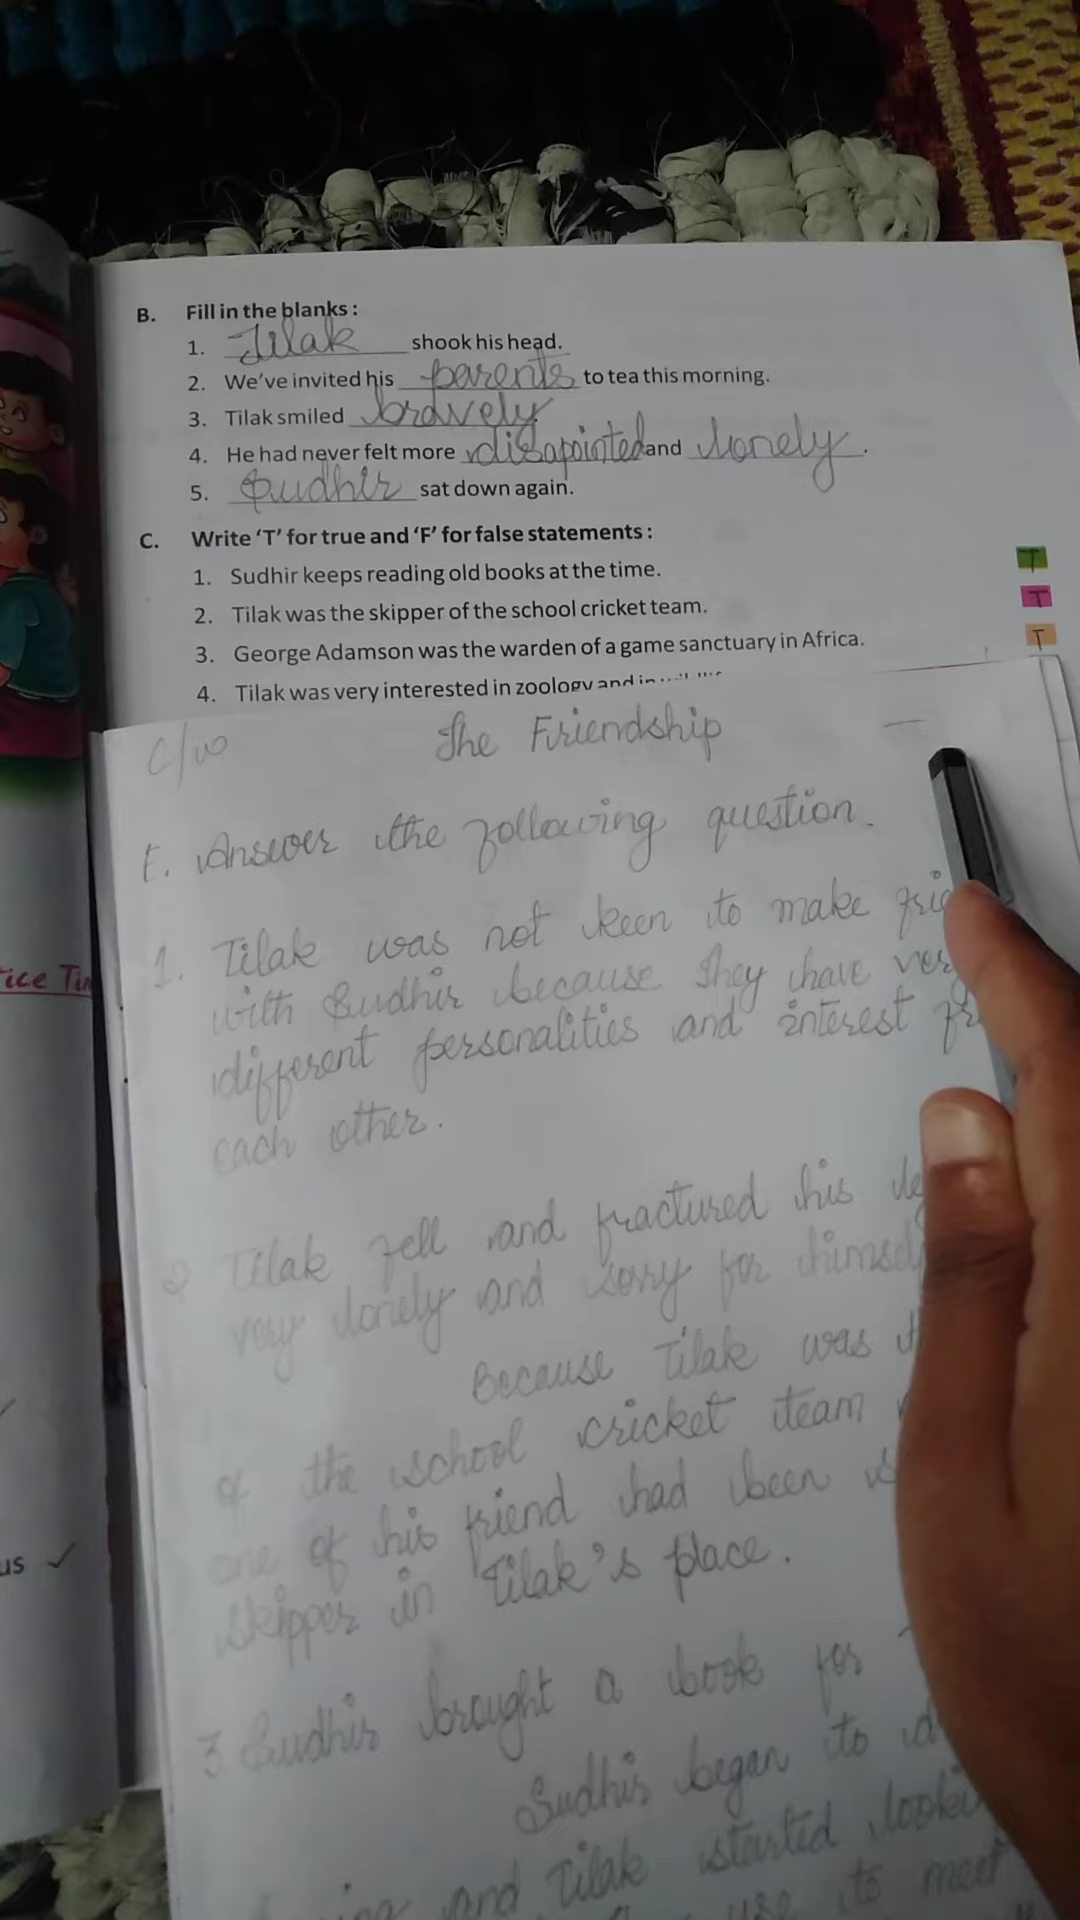 B. Fill in the blanks :
1. Tilak shook his head.
2. We've invited his parents to tea this morning.
3. Tilak smiled bravely.
4. He had never felt more disapointed and lonely.
5. Sudhir sat down again.
C. Write 'T' for true and 'F' for false statements :
1. Sudhir keeps reading old books at the time. T
2. Tilak was the skipper of the school cricket team. T
3. George Adamson was the warden of a game sanctuary in Africa. T
4. Tilak was very interested in zoology and in
C/W The Friendship
E. Answer the following question.
1. Tilak was not keen to make
with Sudhir because they have
different personalities and interest
each other.
2 Tilak fell and fractured his
very lonely and sorry for
Because Tilak was
of the school cricket team
one of his friend had been
skipper in Tilak's place.
3 Sudhir brought a book for
Sudhir began to
and Tilak started
to meet
us ✓